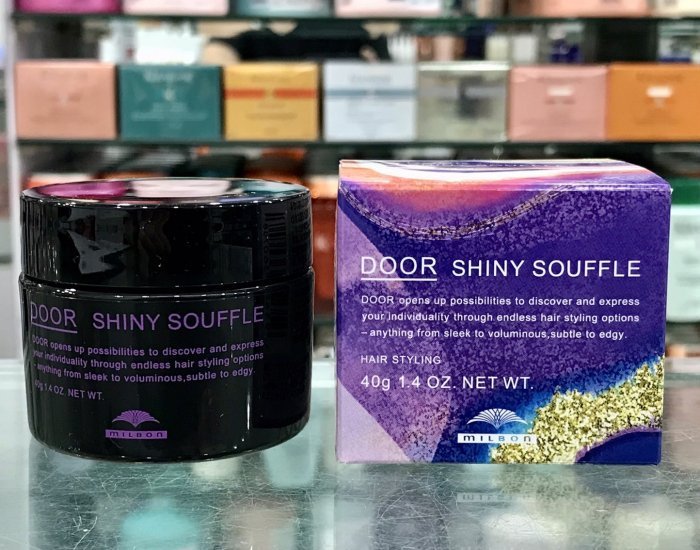 DOOR SHINY SOUFFLE
DOOR opens up possibilities to discover and express
your individuality through endless hair styling options
– anything from sleek to voluminous,subtle to edgy.
40g 1.4 OZ. NET WT.
MILBON
DOOR SHINY SOUFFLE
DOOR opens up possibilities to discover and express
your individuality through endless hair styling options
– anything from sleek to voluminous,subtle to edgy.
HAIR STYLING
40g 1.4 OZ. NET WT.
MILBON